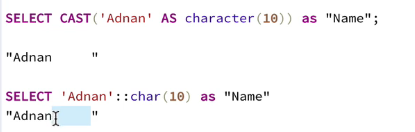 SELECT CAST('Adnan' AS character(10)) as "Name";
"Adnan     "
SELECT 'Adnan'::char(10) as "Name"
"Adnan     "